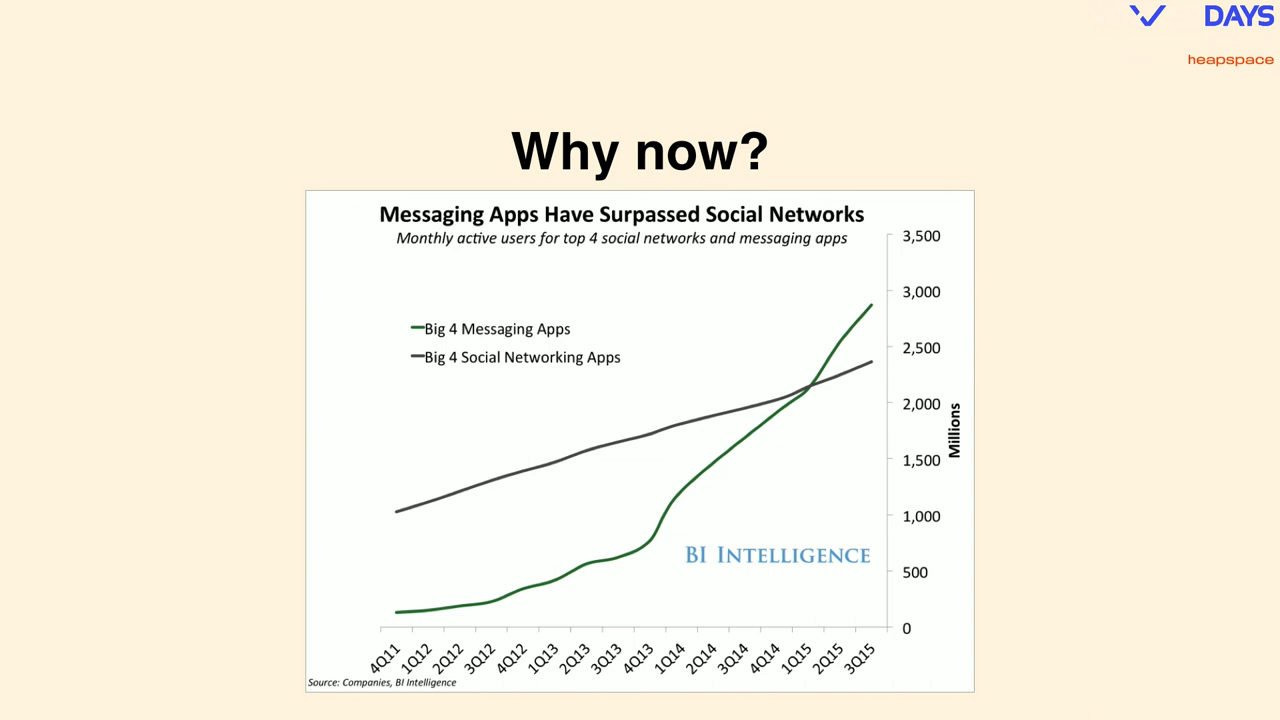 DAYS
heapspace
Why now?
Messaging Apps Have Surpassed Social Networks
Monthly active users for top 4 social networks and messaging apps
3,500
3,000
Big 4 Messaging Apps
2,500
Big 4 Social Networking Apps
2,000
Millions
1,500
1,000
BI INTELLIGENCE
500
0
4Q11 1Q12 2Q12 3Q12 4Q12 1Q13 2Q13 3Q13 4Q13 1Q14 2Q14 3Q14 4Q14 1Q15 2Q15 3Q15
Source: Companies, BI Intelligence